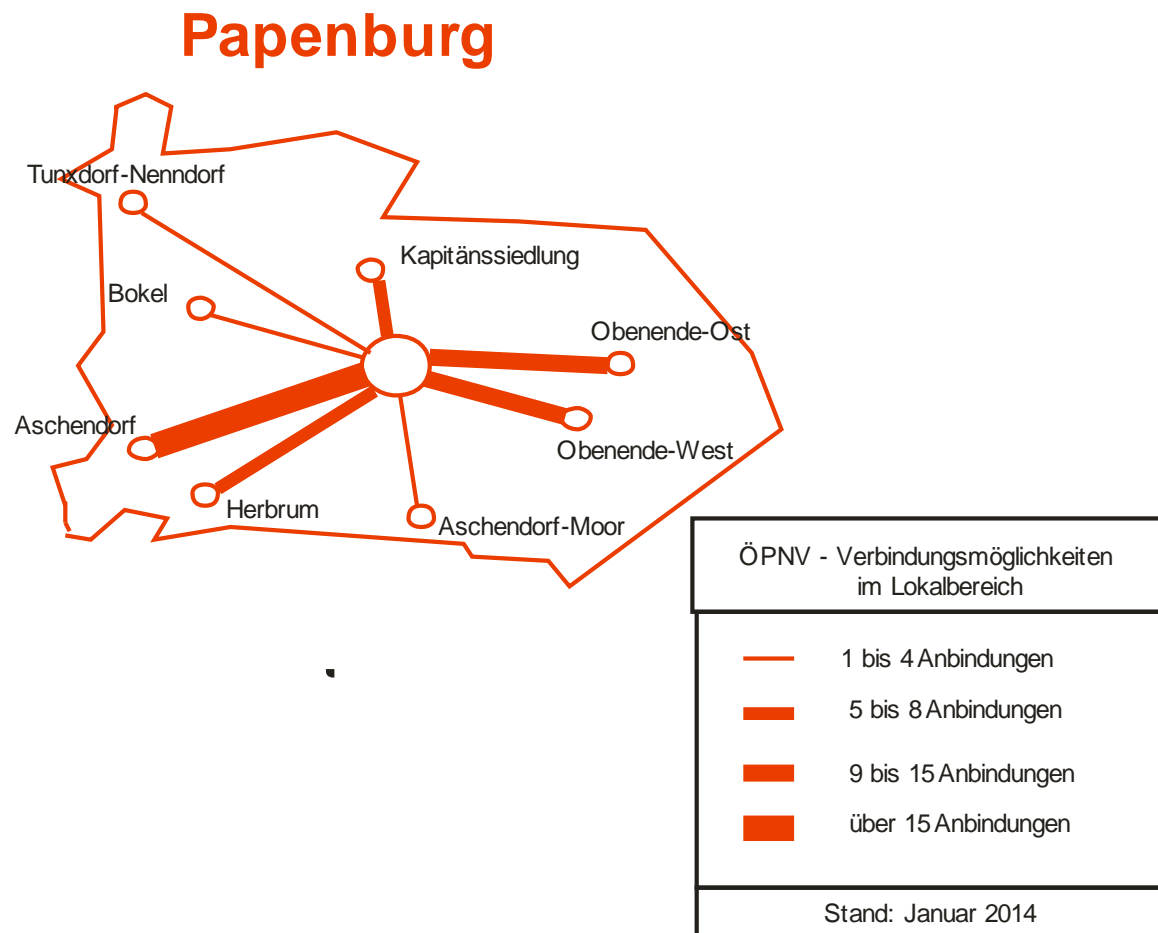 Papenburg
Tunxdorf-Nenndorf
Kapitänssiedlung
Bokel
Obenende-Ost
Aschendorf
Obenende-West
Herbrum
Aschendorf-Moor
ÖPNV - Verbindungsmöglichkeiten
im Lokalbereich
1 bis 4 Anbindungen
5 bis 8 Anbindungen
9 bis 15 Anbindungen
über 15 Anbindungen
Stand: Januar 2014